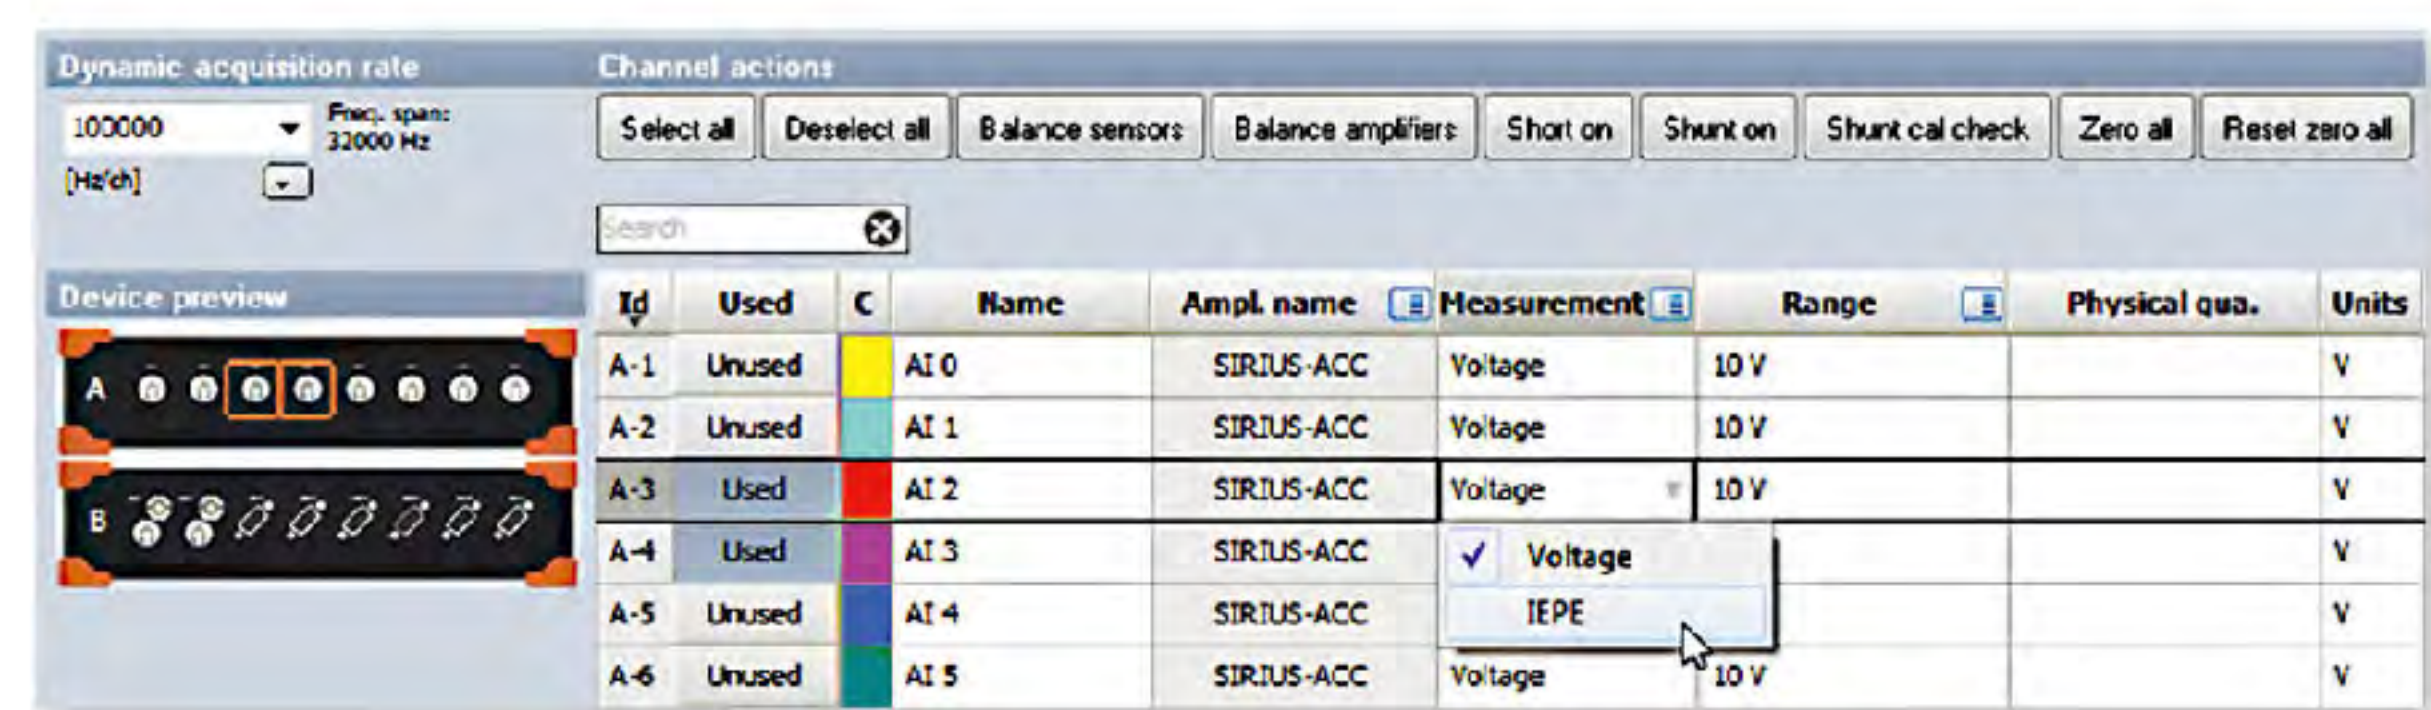 Dynamic acquisition rate
Channel actions
100000
Freq. span:
32000 Hz
[Hz/ch]
Select all Deselect all Balance sensors Balance amplifiers Short on Shunt on Shunt cal check Zero all Reset zero all
Search
Device preview
A
B
Id Used C Name Ampl. name Measurement Range Physical qua. Units
A-1 Unused AI 0 SIRIUS-ACC Voltage 10 V V
A-2 Unused AI 1 SIRIUS-ACC Voltage 10 V V
A-3 Used AI 2 SIRIUS-ACC Voltage 10 V V
A-4 Used AI 3 SIRIUS-ACC Voltage V
A-5 Unused AI 4 SIRIUS-ACC IEPE V
A-6 Unused AI 5 SIRIUS-ACC Voltage 10 V V